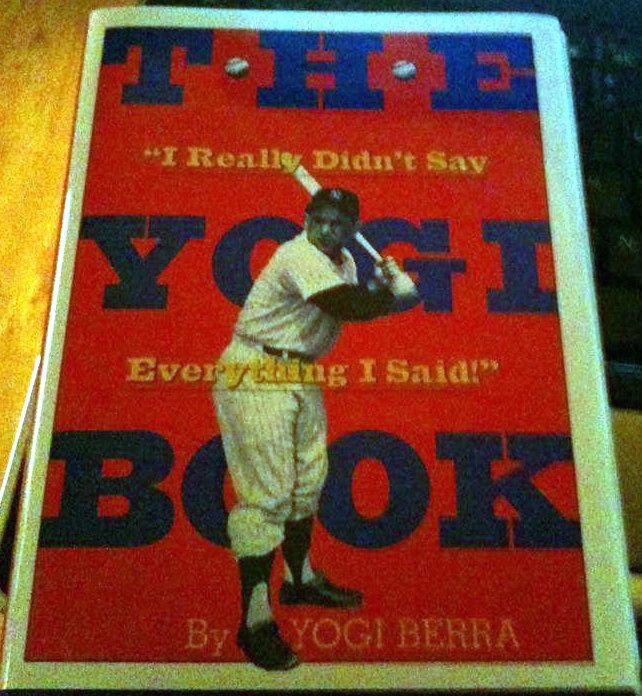 THE
"I Really Didn't Say
YOGI
Everything I Said!"
BOOK
By YOGI BERRA